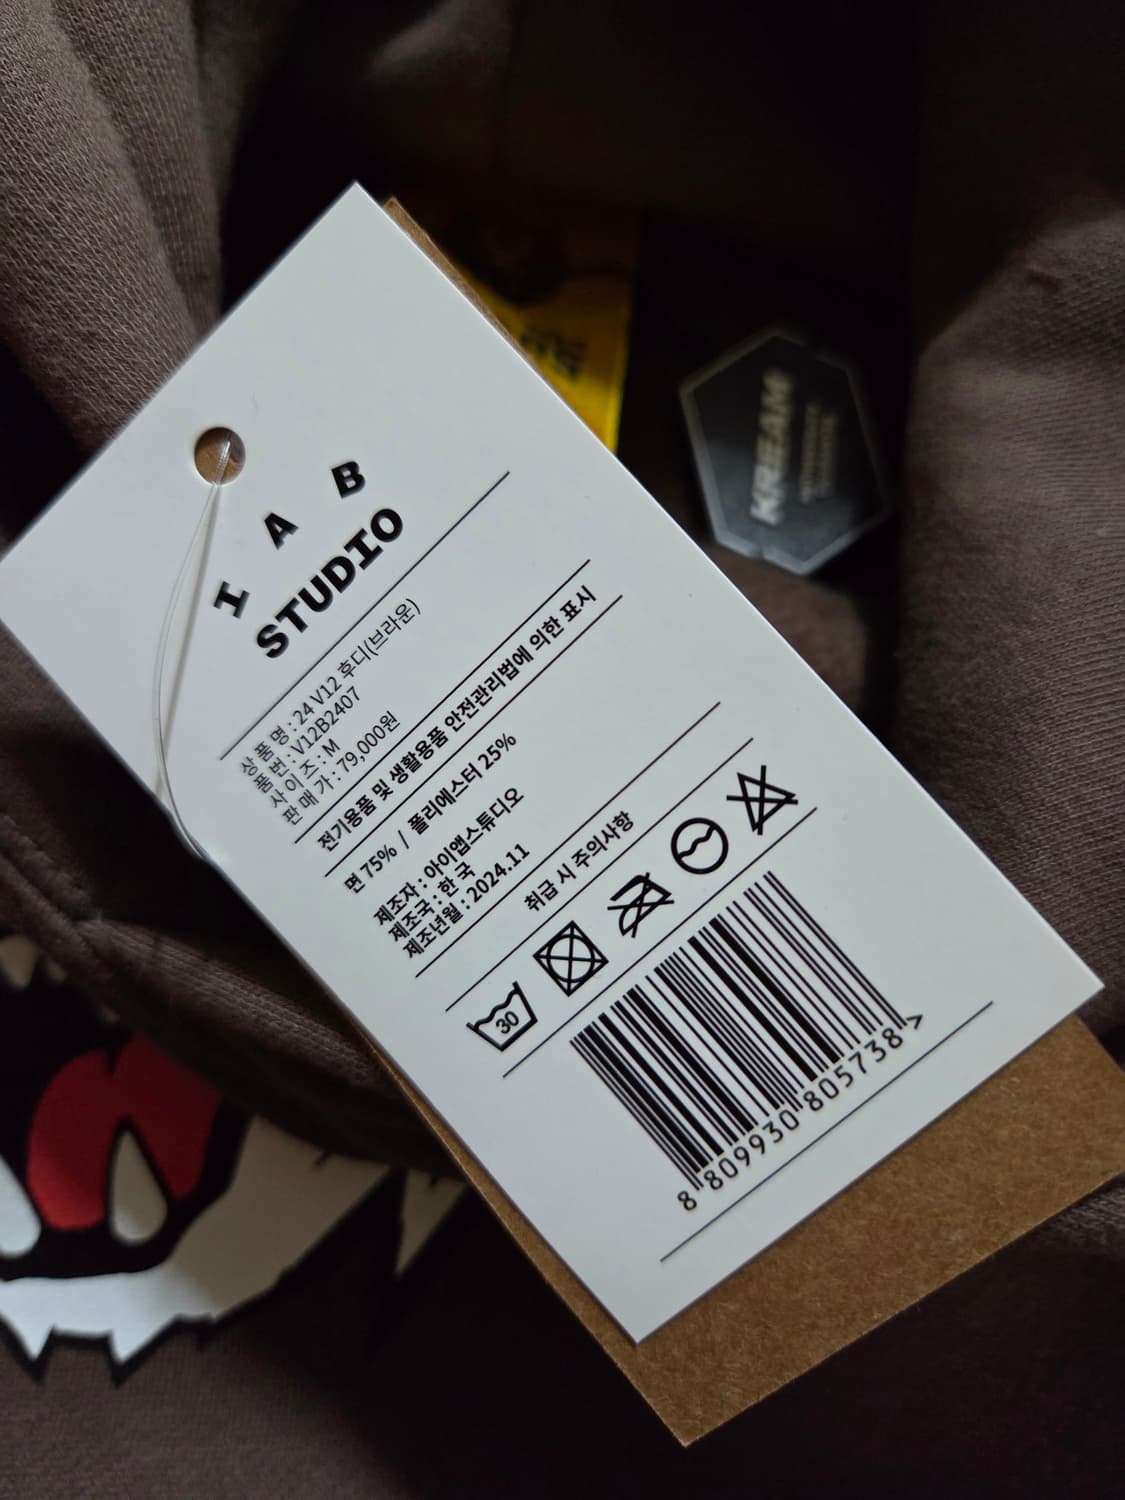 I A B
STUDIO
상 품 명 : 24 V12 후디(브라운)
품 번 : V12B2407
사 이 즈 : M
판 매 가 : 79,000원
전기용품 및 생활용품 안전관리법에 의한 표시
면 75% / 폴리에스터 25%
제조자 : 아이앱스튜디오
제조국 : 한국
제조년월 : 2024.11
취급 시 주의사항
30
8 809930 805738 >
KREAM